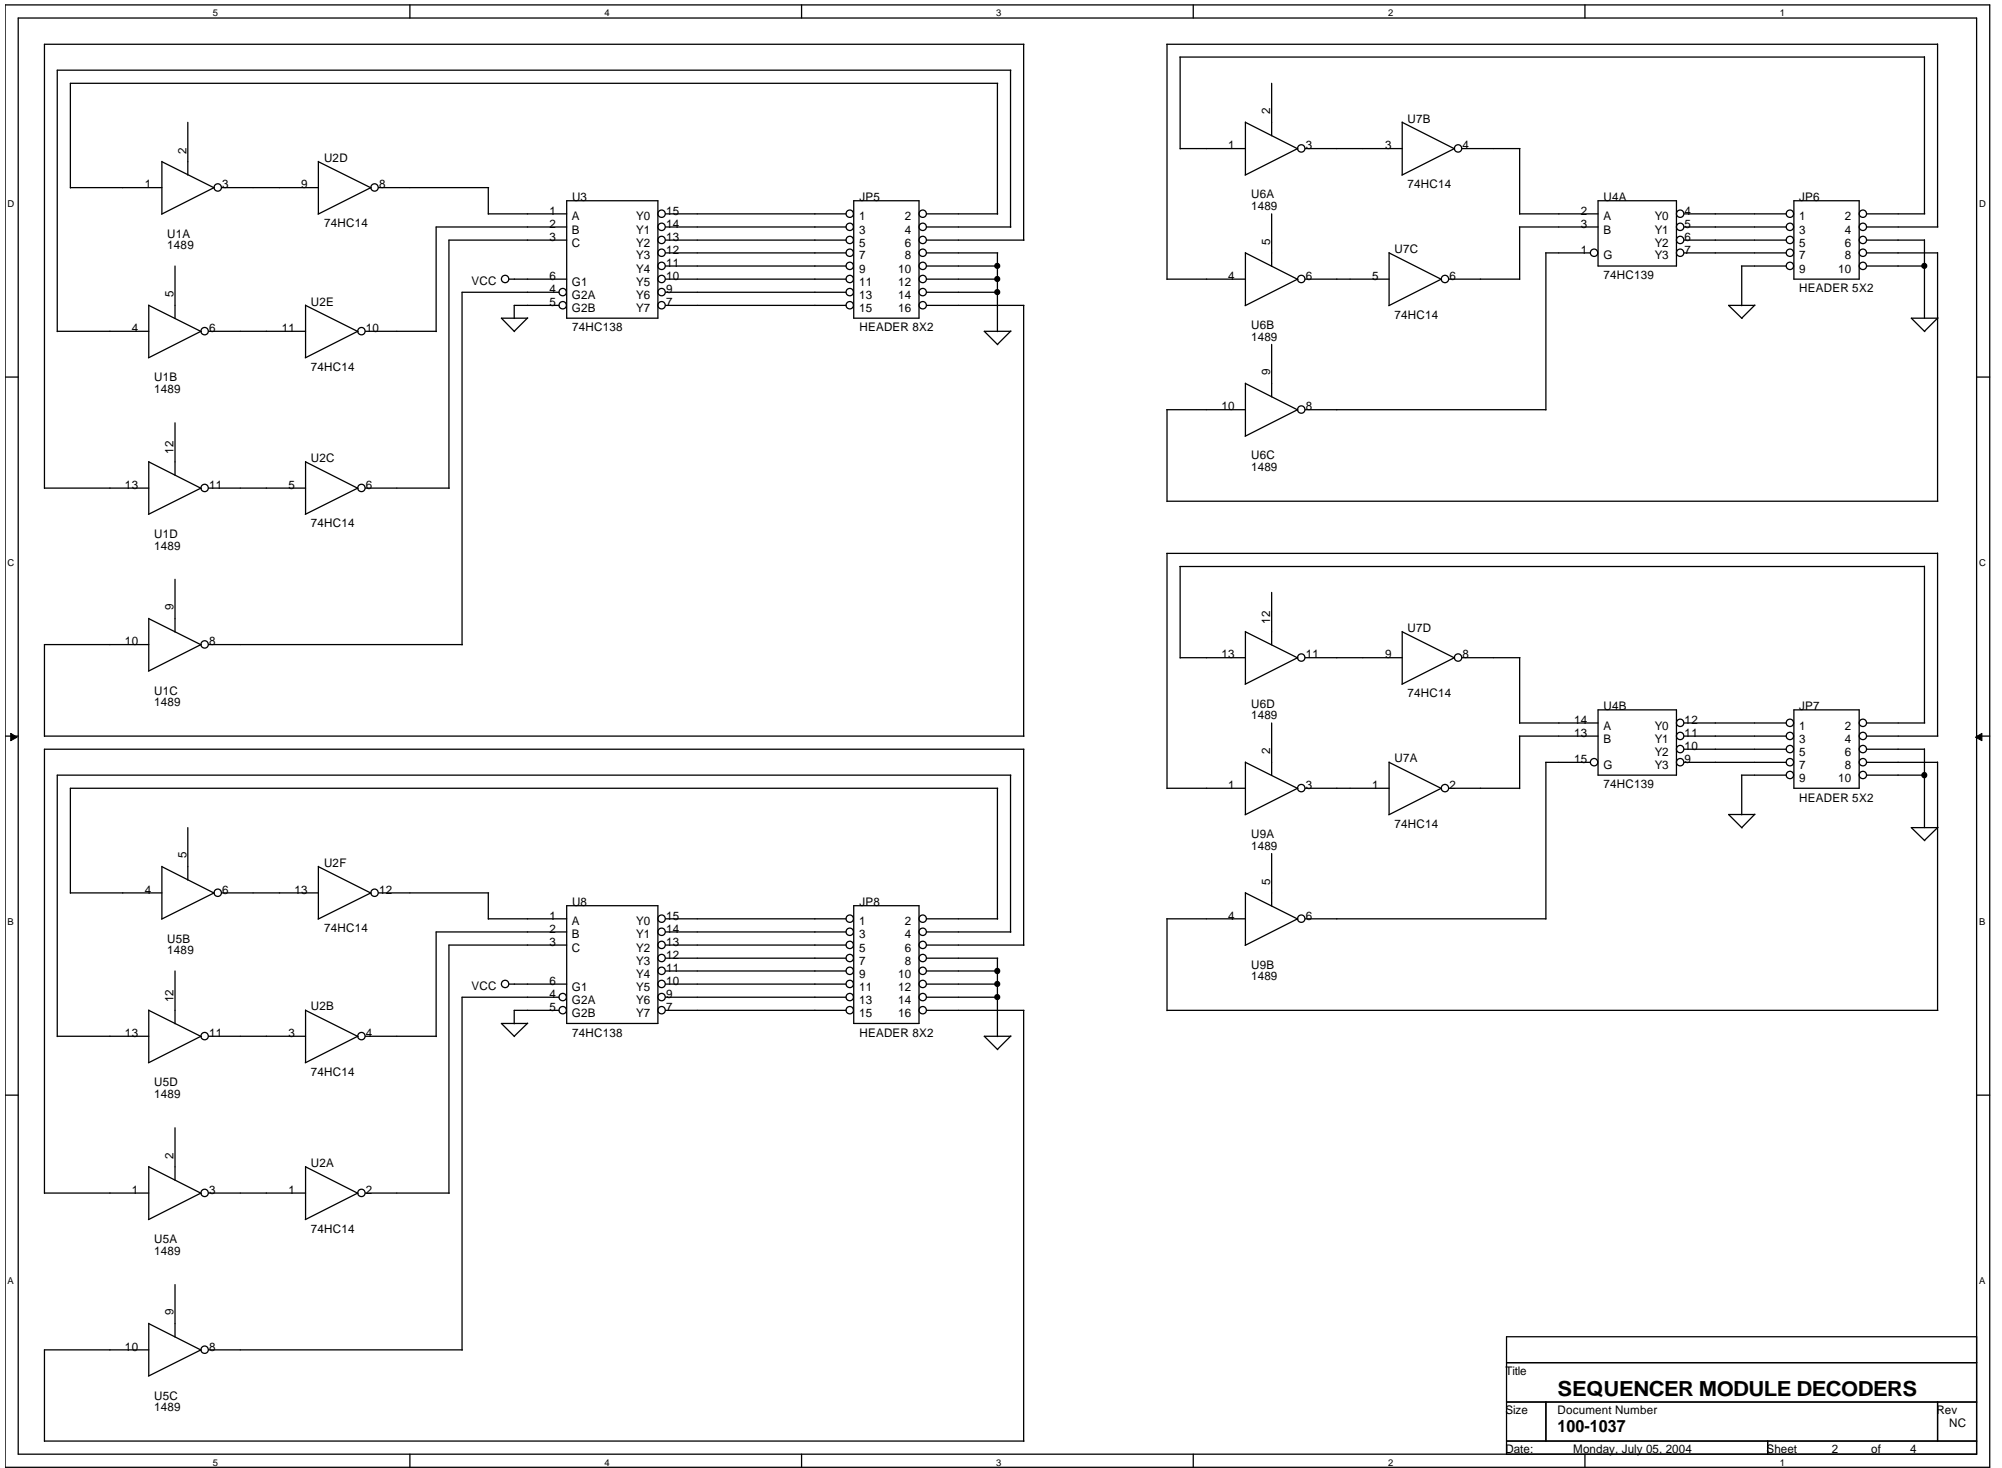 5 4 3 2 1
D
D
C
C
B
B
A
A
1 2 3
U1A
1489
9 U2D 8
74HC14
4 5 6
U1B
1489
11 U2E 10
74HC14
13 12 11
U1D
1489
5 U2C 6
74HC14
10 9 8
U1C
1489
U3
1 A Y0 15
2 B Y1 14
3 C Y2 13
Y3 12
Y4 11
VCC 6 G1 Y5 10
4 G2A Y6 9
5 G2B Y7 7
74HC138
JP5
1 2
3 4
5 6
7 8
9 10
11 12
13 14
15 16
HEADER 8X2
1 2 3
U6A
1489
3 U7B 4
74HC14
4 5 6
U6B
1489
5 U7C 6
74HC14
10 9 8
U6C
1489
U4A
2 A Y0 4
3 B Y1 5
Y2 6
1 G Y3 7
74HC139
JP6
1 2
3 4
5 6
7 8
9 10
HEADER 5X2
13 12 11
U6D
1489
9 U7D 8
74HC14
1 2 3
U9A
1489
1 U7A 2
74HC14
4 5 6
U9B
1489
U4B
14 A Y0 12
13 B Y1 11
Y2 10
15 G Y3 9
74HC139
JP7
1 2
3 4
5 6
7 8
9 10
HEADER 5X2
4 5 6
U5B
1489
13 U2F 12
74HC14
13 12 11
U5D
1489
3 U2B 4
74HC14
1 2 3
U5A
1489
1 U2A 2
74HC14
10 9 8
U5C
1489
U8
1 A Y0 15
2 B Y1 14
3 C Y2 13
Y3 12
Y4 11
VCC 6 G1 Y5 10
4 G2A Y6 9
5 G2B Y7 7
74HC138
JP8
1 2
3 4
5 6
7 8
9 10
11 12
13 14
15 16
HEADER 8X2
Title
SEQUENCER MODULE DECODERS
Size Document Number Rev
100-1037 NC
Date: Monday, July 05, 2004 Sheet 2 of 4
5 4 3 2 1